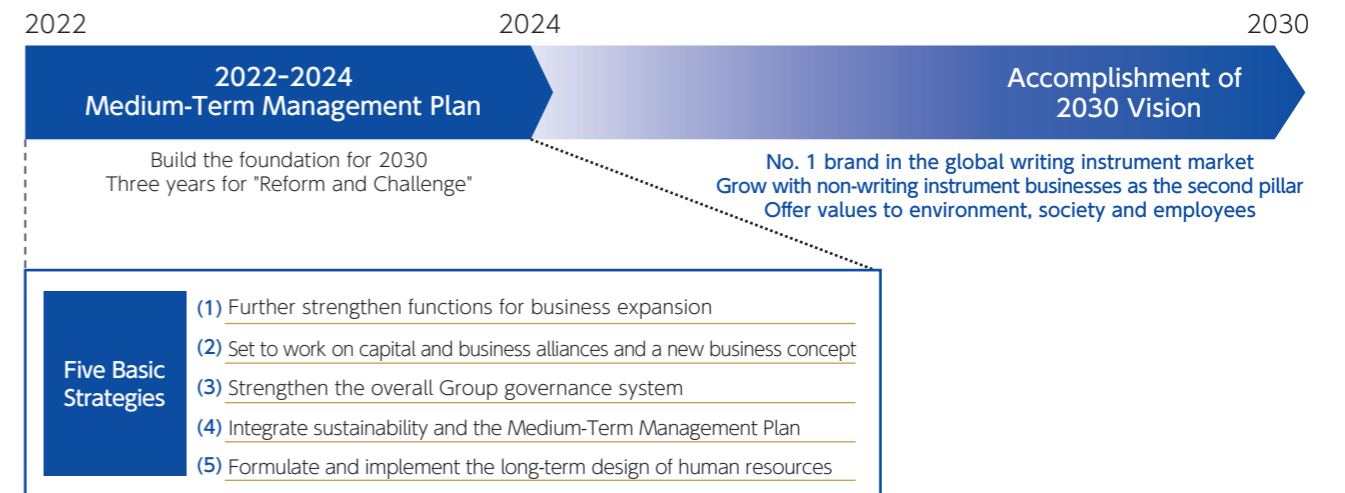 2022
2024
2030
2022–2024
Medium-Term Management Plan
Accomplishment of
2030 Vision
Build the foundation for 2030
Three years for "Reform and Challenge"
No. 1 brand in the global writing instrument market
Grow with non-writing instrument businesses as the second pillar
Offer values to environment, society and employees
Five Basic
Strategies
(1) Further strengthen functions for business expansion
(2) Set to work on capital and business alliances and a new business concept
(3) Strengthen the overall Group governance system
(4) Integrate sustainability and the Medium-Term Management Plan
(5) Formulate and implement the long-term design of human resources